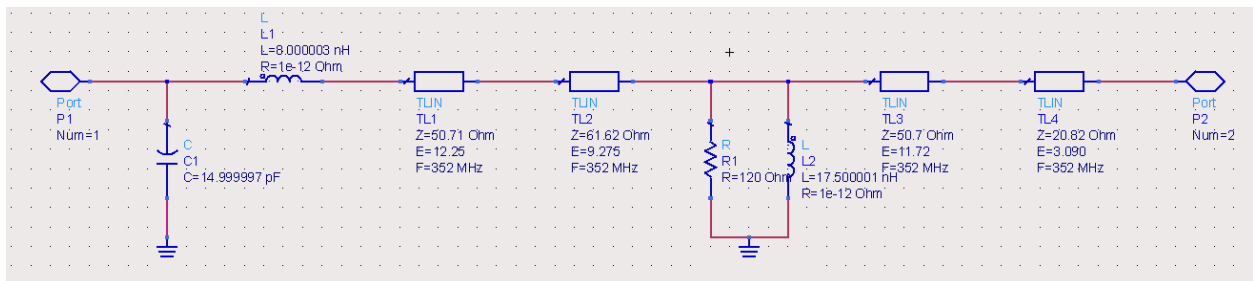 L
L1
L=8.000003 nH
R=1e-12 Ohm
Port
P1
Num=1
C
C1
C=14.999997 pF
TLIN
TL1
Z=50.71 Ohm
E=12.25
F=352 MHz
TLIN
TL2
Z=61.62 Ohm
E=9.275
F=352 MHz
R
R1
R=120 Ohm
L
L2
L=17.500001 nH
R=1e-12 Ohm
TLIN
TL3
Z=50.7 Ohm
E=11.72
F=352 MHz
TLIN
TL4
Z=20.82 Ohm
E=3.090
F=352 MHz
Port
P2
Num=2